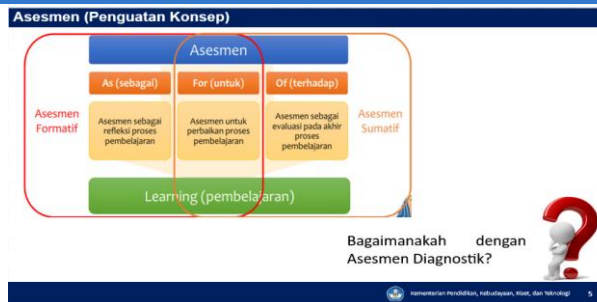 Asesmen (Penguatan Konsep)
Asesmen
As (sebagai)
For (untuk)
Of (terhadap)
Asesmen
Formatif
Asesmen sebagai
refleksi proses
pembelajaran
Asesmen untuk
perbaikan proses
pembelajaran
Asesmen sebagai
evaluasi pada akhir
proses
pembelajaran
Asesmen
Sumatif
Learning (pembelajaran)
Bagaimanakah dengan
Asesmen Diagnostik?
Kementerian Pendidikan, Kebudayaan, Riset, dan Teknologi
5